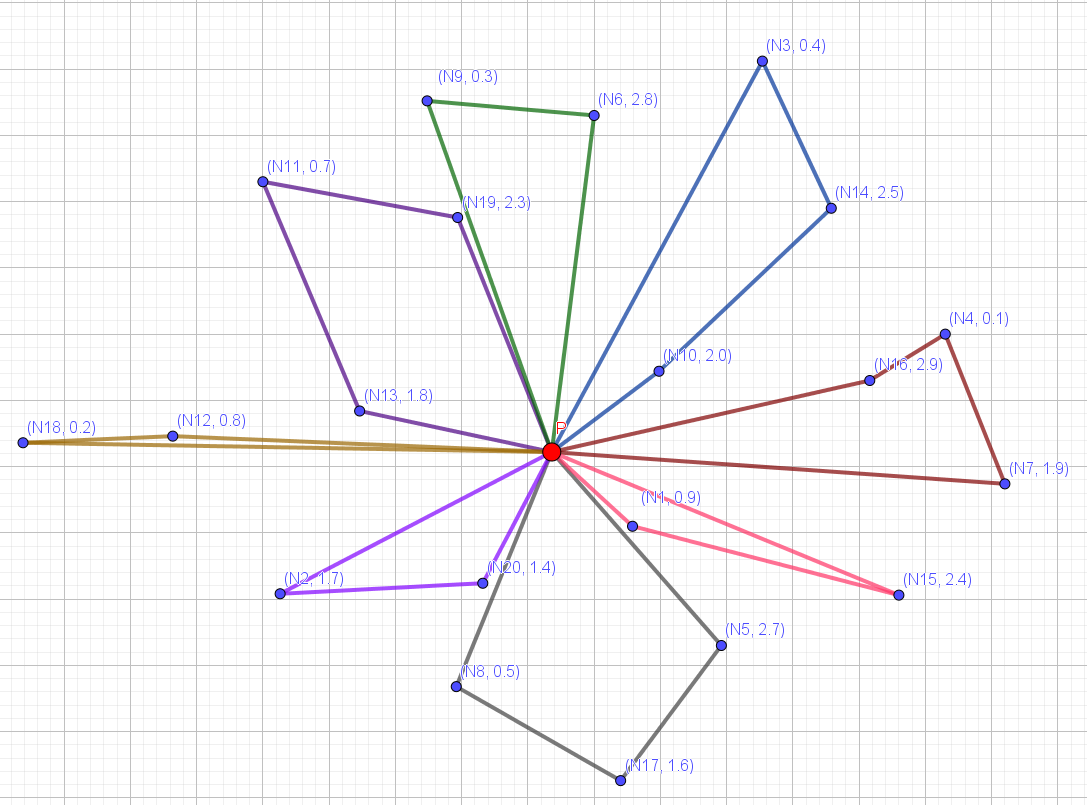 (N3, 0.4)
(N9, 0.3)
(N6, 2.8)
(N11, 0.7)
(N14, 2.5)
(N19, 2.3)
(N4, 0.1)
(N10, 2.0)
(N16, 2.9)
(N13, 1.8)
(N12, 0.8)
(N18, 0.2)
P
(N7, 1.9)
(N1, 0.9)
(N20, 1.4)
(N2, 1.7)
(N15, 2.4)
(N5, 2.7)
(N8, 0.5)
(N17, 1.6)